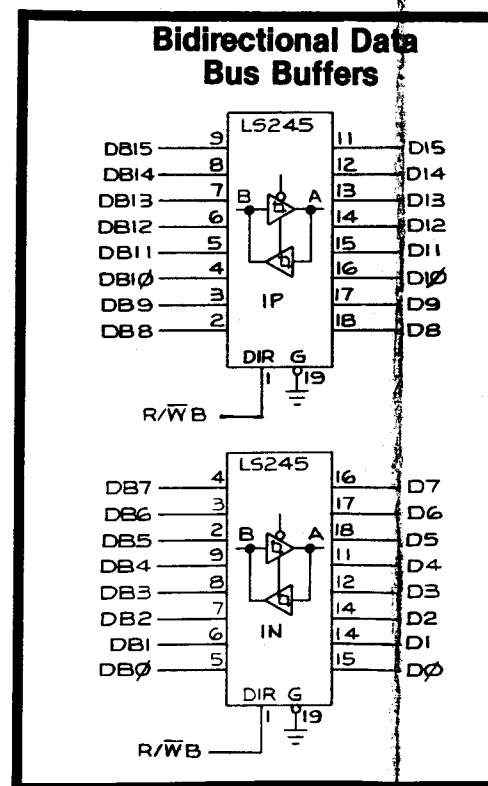 Bidirectional Data
Bus Buffers
LS245
DB15 9 11 D15
DB14 8 12 D14
DB13 7 B A 13 D13
DB12 6 14 D12
DB11 5 15 D11
DB1Ø 4 16 D1Ø
DB9 3 1P 17 D9
DB8 2 18 D8
DIR G
1 19
R/W̅B
LS245
DB7 4 16 D7
DB6 3 17 D6
DB5 2 B A 18 D5
DB4 9 11 D4
DB3 8 12 D3
DB2 7 14 D2
DB1 6 1N 14 D1
DBØ 5 15 DØ
DIR G
1 19
R/W̅B